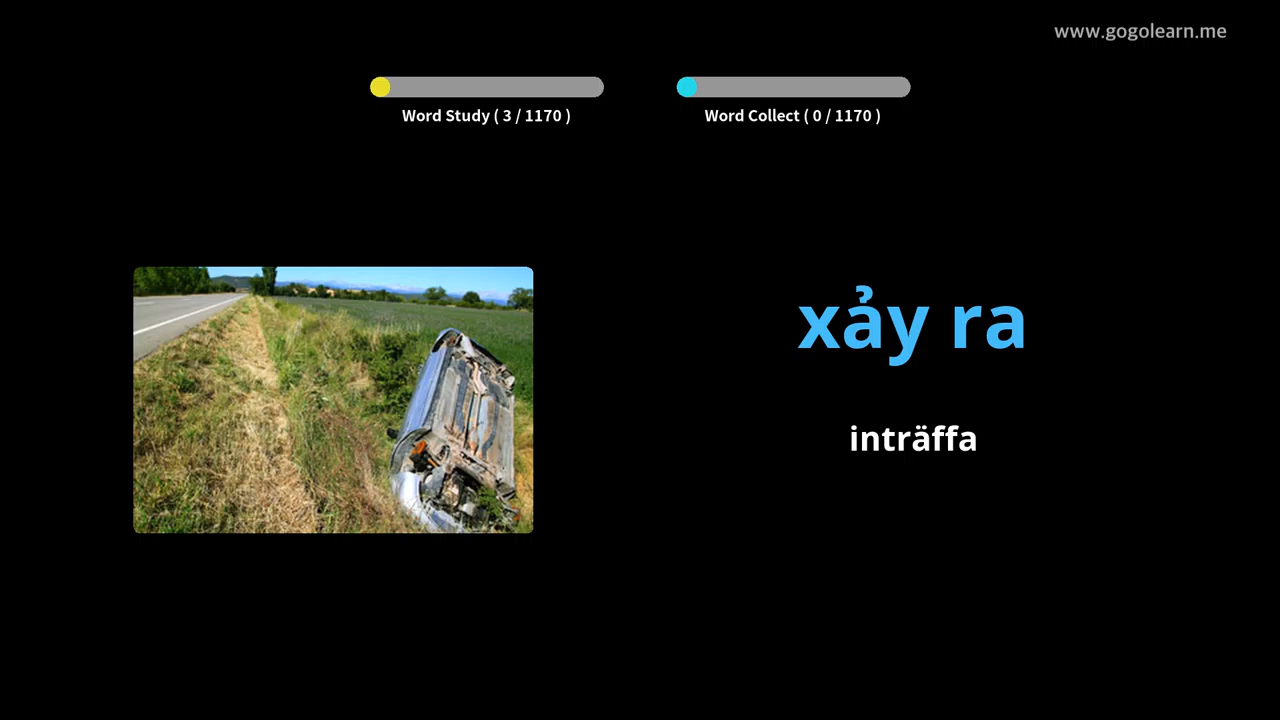 www.gogolearn.me
Word Study ( 3 / 1170 )
Word Collect ( 0 / 1170 )
xảy ra
inträffa